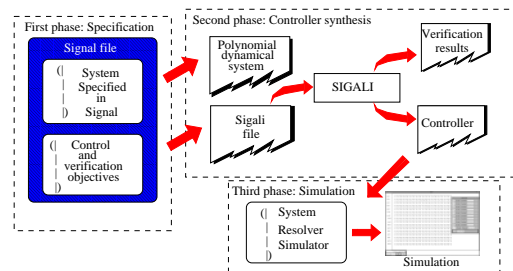 First phase: Specification
Signal file
(| System
| Specified
| in
|) Signal
(| Control
| and
| verification
| objectives
|)
Second phase: Controller synthesis
Polynomial
dynamical
system
Sigali
file
SIGALI
Verification
results
Controller
Third phase: Simulation
(| System
| Resolver
| Simulator
|)
Simulation